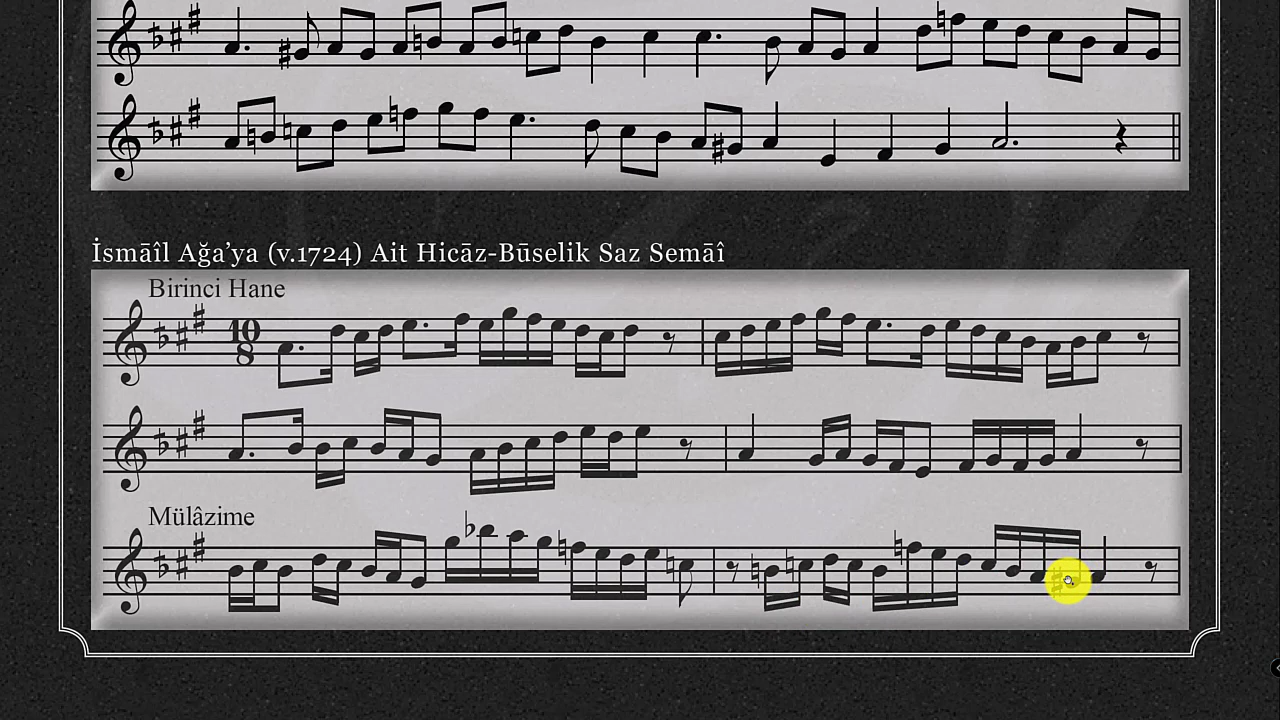 İsmāîl Ağa’ya (v.1724) Ait Hicāz-Būselik Saz Semāî
Birinci Hane
10
8
Mülâzime